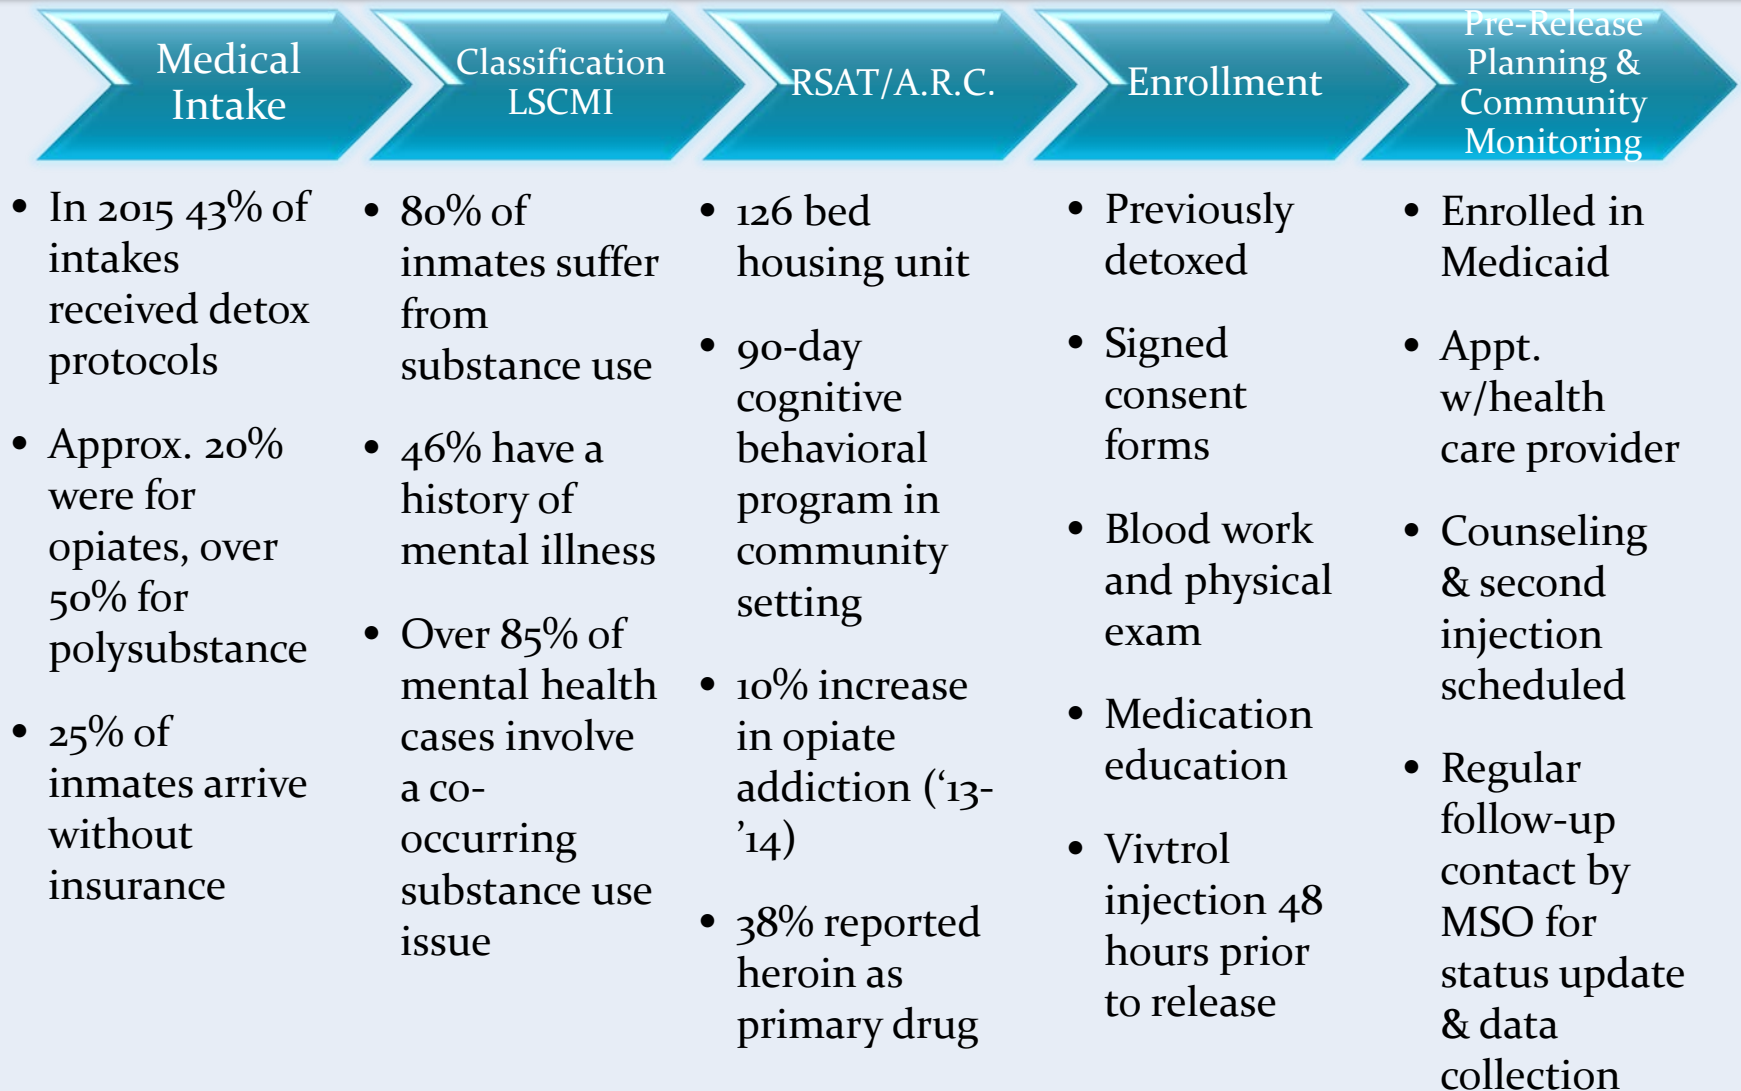 Medical
Intake
Classification
LSCMI
RSAT/A.R.C.
Enrollment
Pre-Release
Planning &
Community
Monitoring
• In 2015 43% of
intakes
received detox
protocols
• Approx. 20%
were for
opiates, over
50% for
polysubstance
• 25% of
inmates arrive
without
insurance
• 80% of
inmates suffer
from
substance use
• 46% have a
history of
mental illness
• Over 85% of
mental health
cases involve
a co-
occurring
substance use
issue
• 126 bed
housing unit
• 90-day
cognitive
behavioral
program in
community
setting
• 10% increase
in opiate
addiction (‘13-
’14)
• 38% reported
heroin as
primary drug
• Previously
detoxed
• Signed
consent
forms
• Blood work
and physical
exam
• Medication
education
• Vivtrol
injection 48
hours prior
to release
• Enrolled in
Medicaid
• Appt.
w/health
care provider
• Counseling
& second
injection
scheduled
• Regular
follow-up
contact by
MSO for
status update
& data
collection